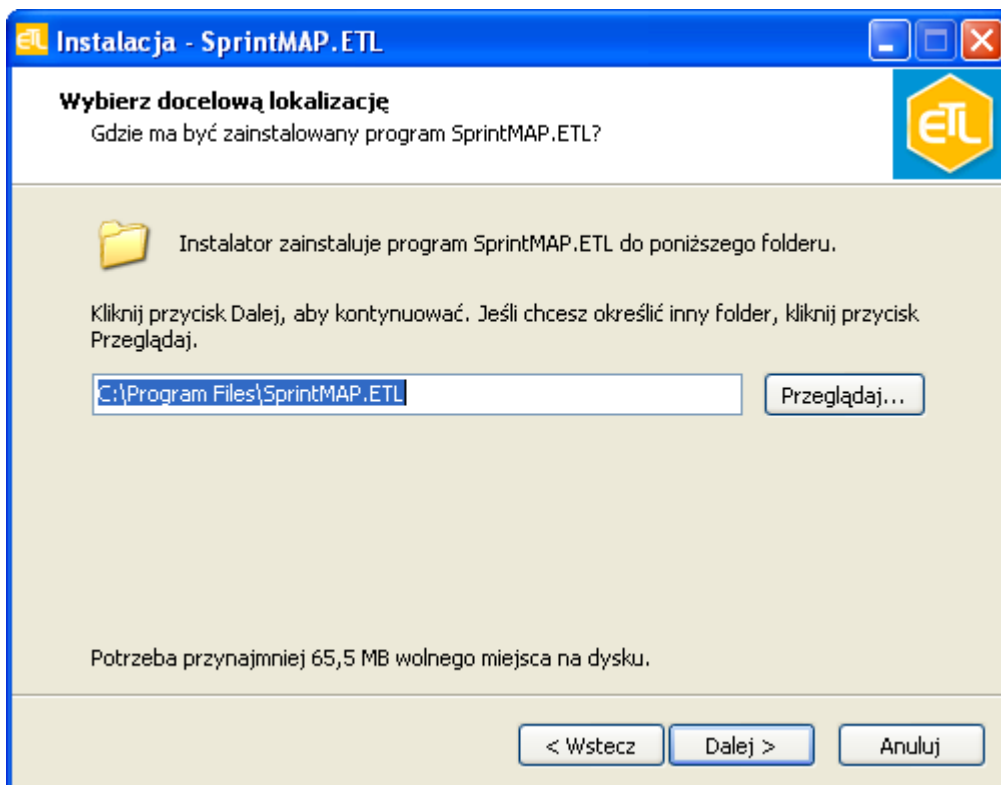 ETL Instalacja - SprintMAP.ETL
Wybierz docelową lokalizację
Gdzie ma być zainstalowany program SprintMAP.ETL?
ETL
Instalator zainstaluje program SprintMAP.ETL do poniższego folderu.
Kliknij przycisk Dalej, aby kontynuować. Jeśli chcesz określić inny folder, kliknij przycisk
Przeglądaj.
C:\Program Files\SprintMAP.ETL
Przeglądaj...
Potrzeba przynajmniej 65,5 MB wolnego miejsca na dysku.
< Wstecz
Dalej >
Anuluj